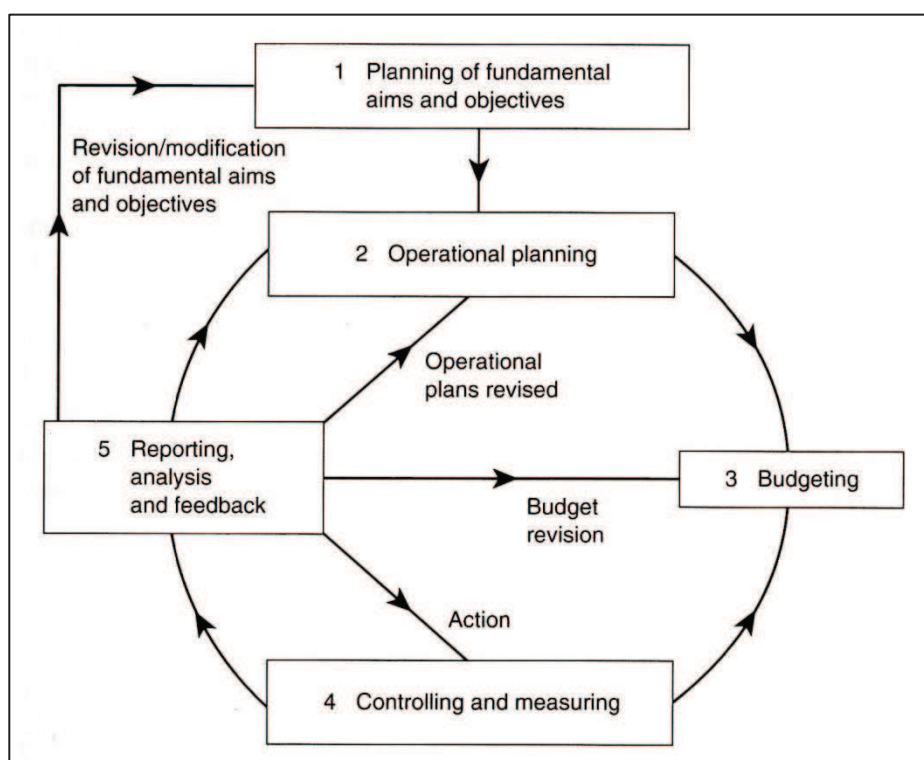 1 Planning of fundamental
aims and objectives
Revision/modification
of fundamental aims
and objectives
2 Operational planning
Operational
plans revised
5 Reporting,
analysis
and feedback
3 Budgeting
Budget
revision
Action
4 Controlling and measuring